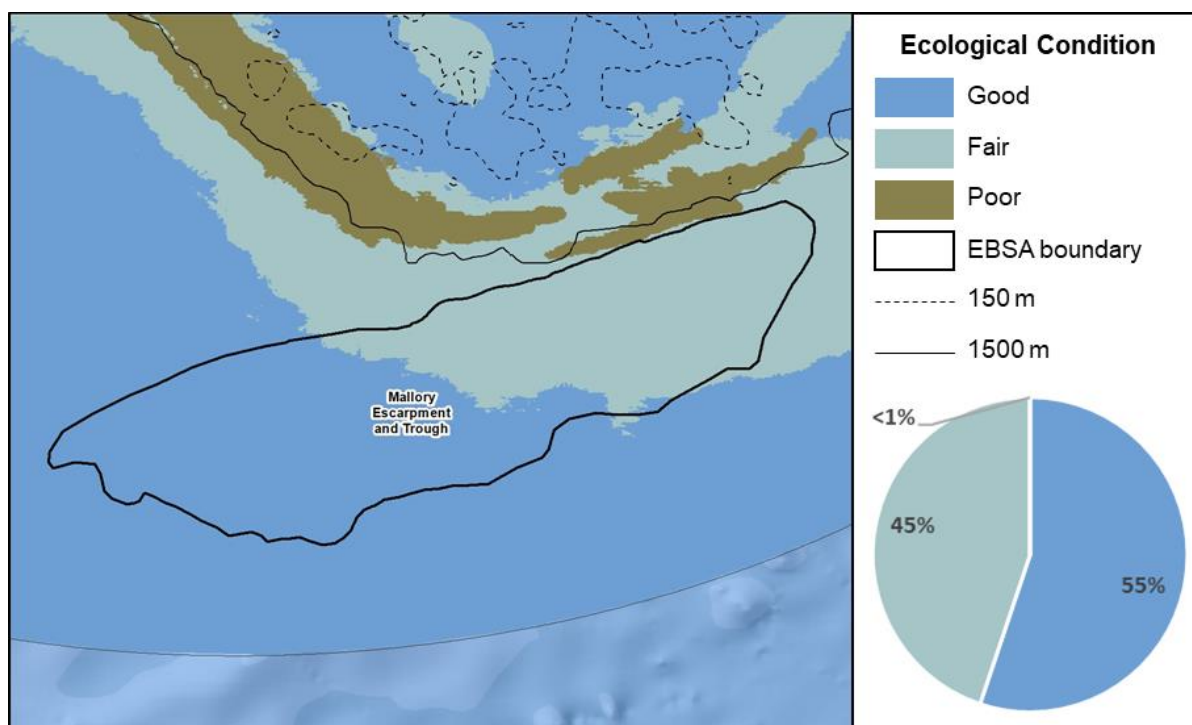 Mallory
Escarpment
and Trough
Ecological Condition
Good
Fair
Poor
EBSA boundary
150 m
1500 m
<1%
45%
55%